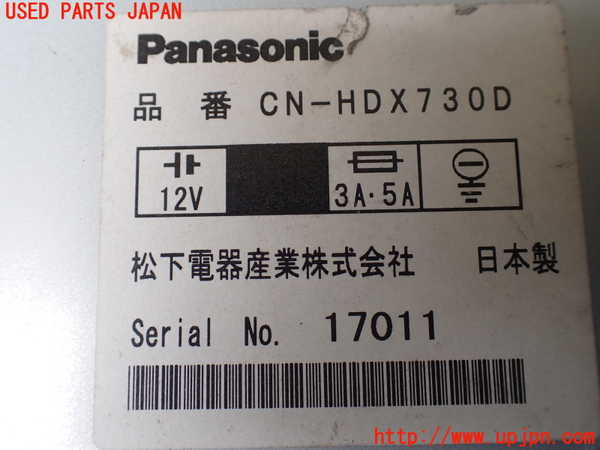 USED PARTS JAPAN
Panasonic
品 番 CN-HDX730D
12V 3A・5A
松下電器産業株式会社 日本製
Serial No. 17011
http://www.upjpn.com